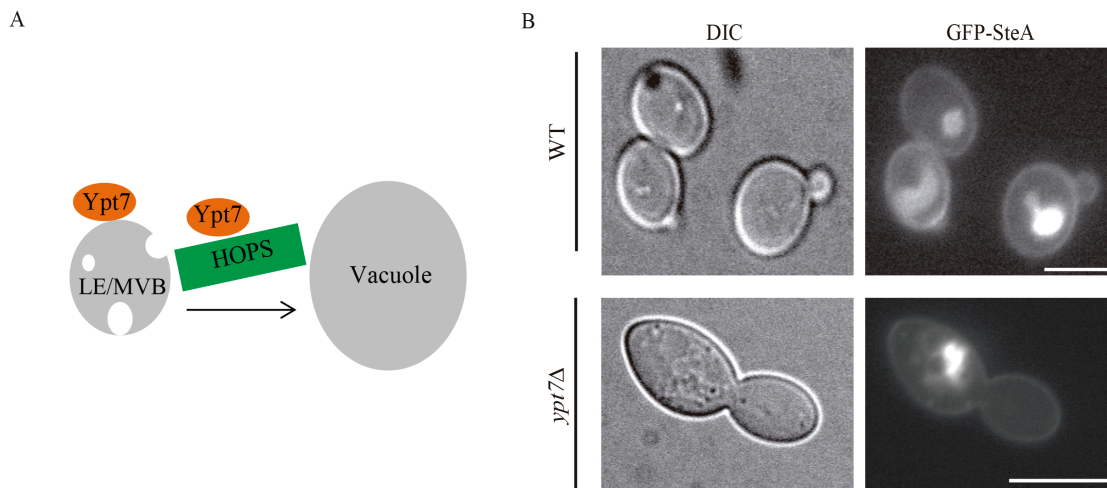 A
Ypt7
Ypt7
HOPS
LE/MVB
Vacuole
B
DIC
GFP-SteA
WT
ypt7Δ